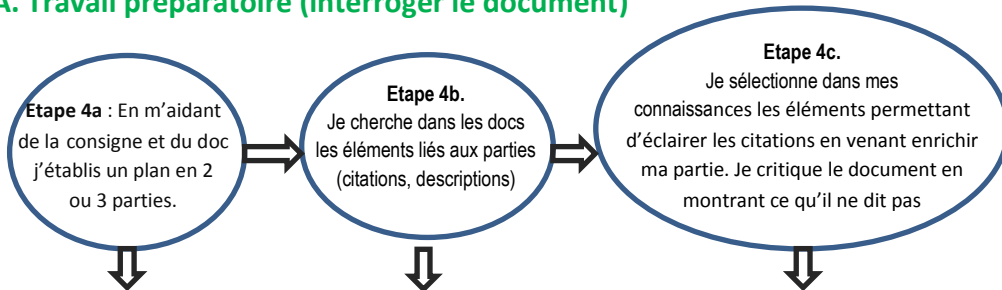 A. Travail préparatoire (interroger le document)
Etape 4a : En m’aidant
de la consigne et du doc
j’établis un plan en 2
ou 3 parties.
Etape 4b.
Je cherche dans les docs
les éléments liés aux parties
(citations, descriptions)
Etape 4c.
Je sélectionne dans mes
connaissances les éléments permettant
d’éclairer les citations en venant enrichir
ma partie. Je critique le document en
montrant ce qu’il ne dit pas